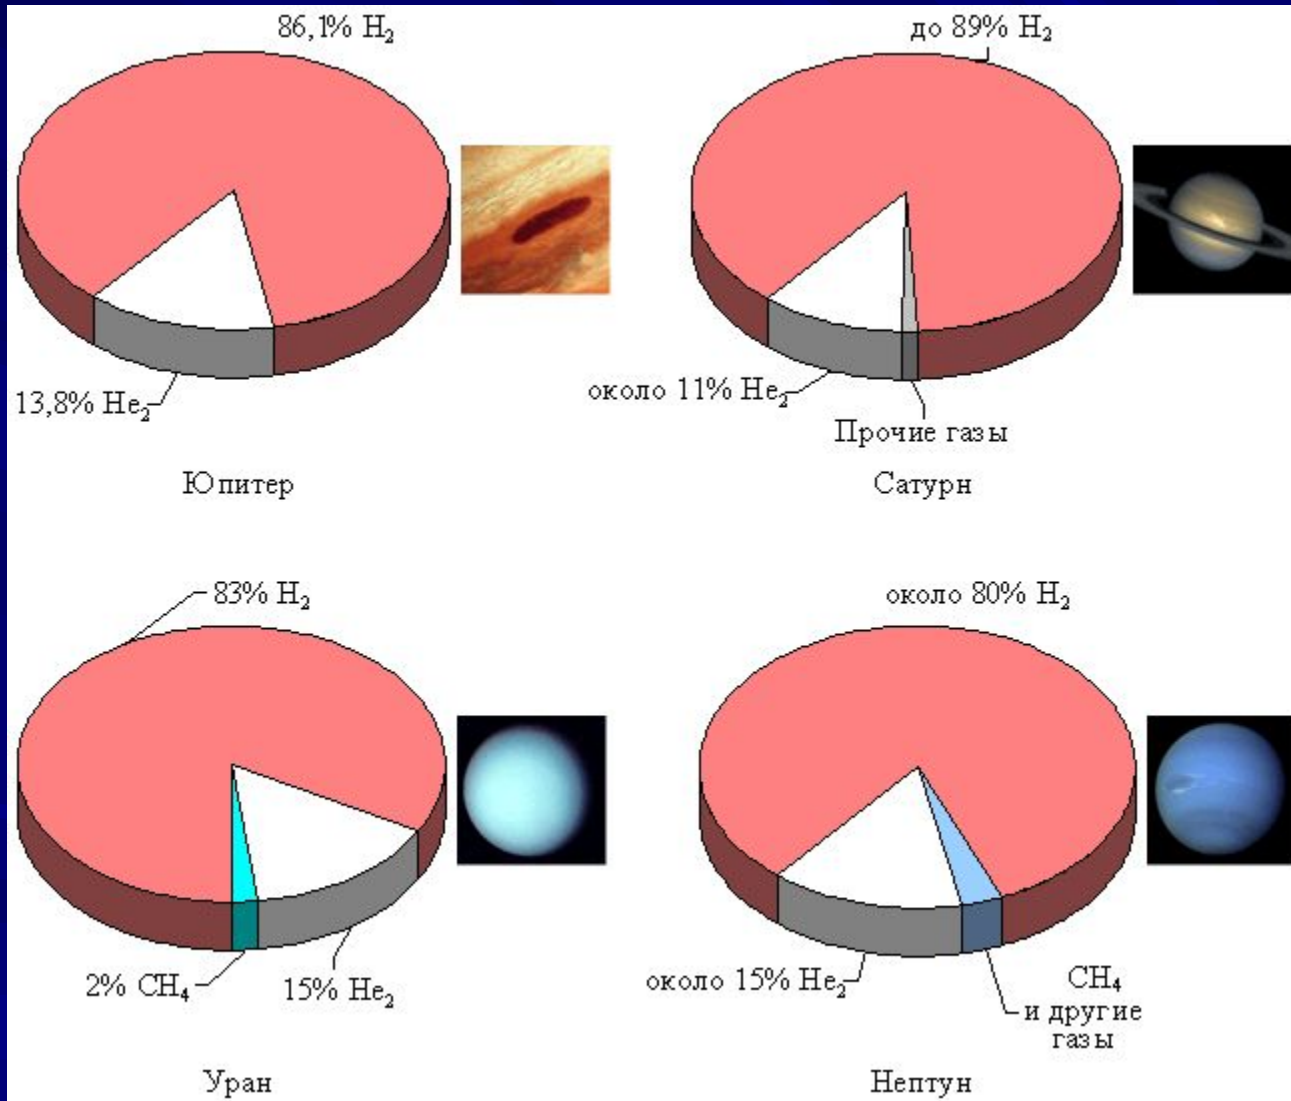 86,1% H₂
13,8% He₂
Юпитер
до 89% H₂
около 11% He₂
Прочие газы
Сатурн
83% H₂
2% CH₄
15% He₂
Уран
около 80% H₂
около 15% He₂
CH₄
и другие
газы
Нептун